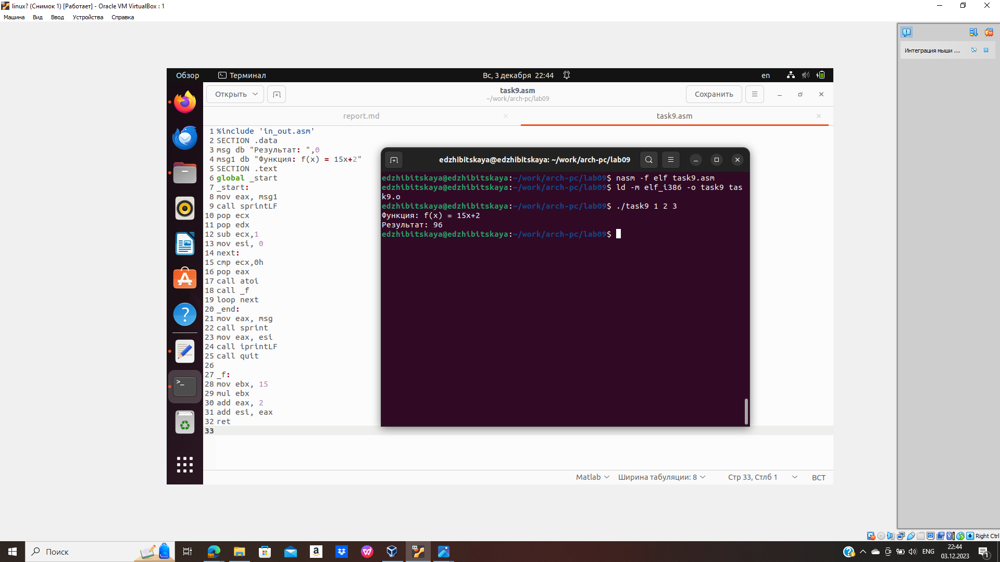 linux? (Снимок 1) [Работает] - Oracle VM VirtualBox : 1
Машина Вид Ввод Устройства Справка
Интеграция мыши ...
Обзор Терминал Вс, 3 декабря 22:44 en
Открыть task9.asm Сохранить
~/work/arch-pc/lab09
report.md task9.asm
1 %include 'in_out.asm'
2 SECTION .data
3 msg db "Результат: ",0
4 msg1 db "Функция: f(x) = 15x+2"
5 SECTION .text
6 global _start
7 _start:
8 mov eax, msg1
9 call sprintLF
10 pop ecx
11 pop edx
12 sub ecx,1
13 mov esi, 0
14 next:
15 cmp ecx,0h
16 pop eax
17 call atoi
18 call _f
19 loop next
20 _end:
21 mov eax, msg
22 call sprint
23 mov eax, esi
24 call iprintLF
25 call quit
26
27 _f:
28 mov ebx, 15
29 mul ebx
30 add eax, 2
31 add esi, eax
32 ret
33
edzhibitskaya@edzhibitskaya: ~/work/arch-pc/lab09
edzhibitskaya@edzhibitskaya:~/work/arch-pc/lab09$ nasm -f elf task9.asm
edzhibitskaya@edzhibitskaya:~/work/arch-pc/lab09$ ld -m elf_i386 -o task9 tas
k9.o
edzhibitskaya@edzhibitskaya:~/work/arch-pc/lab09$ ./task9 1 2 3
Функция: f(x) = 15x+2
Результат: 96
edzhibitskaya@edzhibitskaya:~/work/arch-pc/lab09$
Matlab Ширина табуляции: 8 Стр 33, Стлб 1 ВСТ
Right Ctrl
Поиск
ENG
22:44
03.12.2023
1